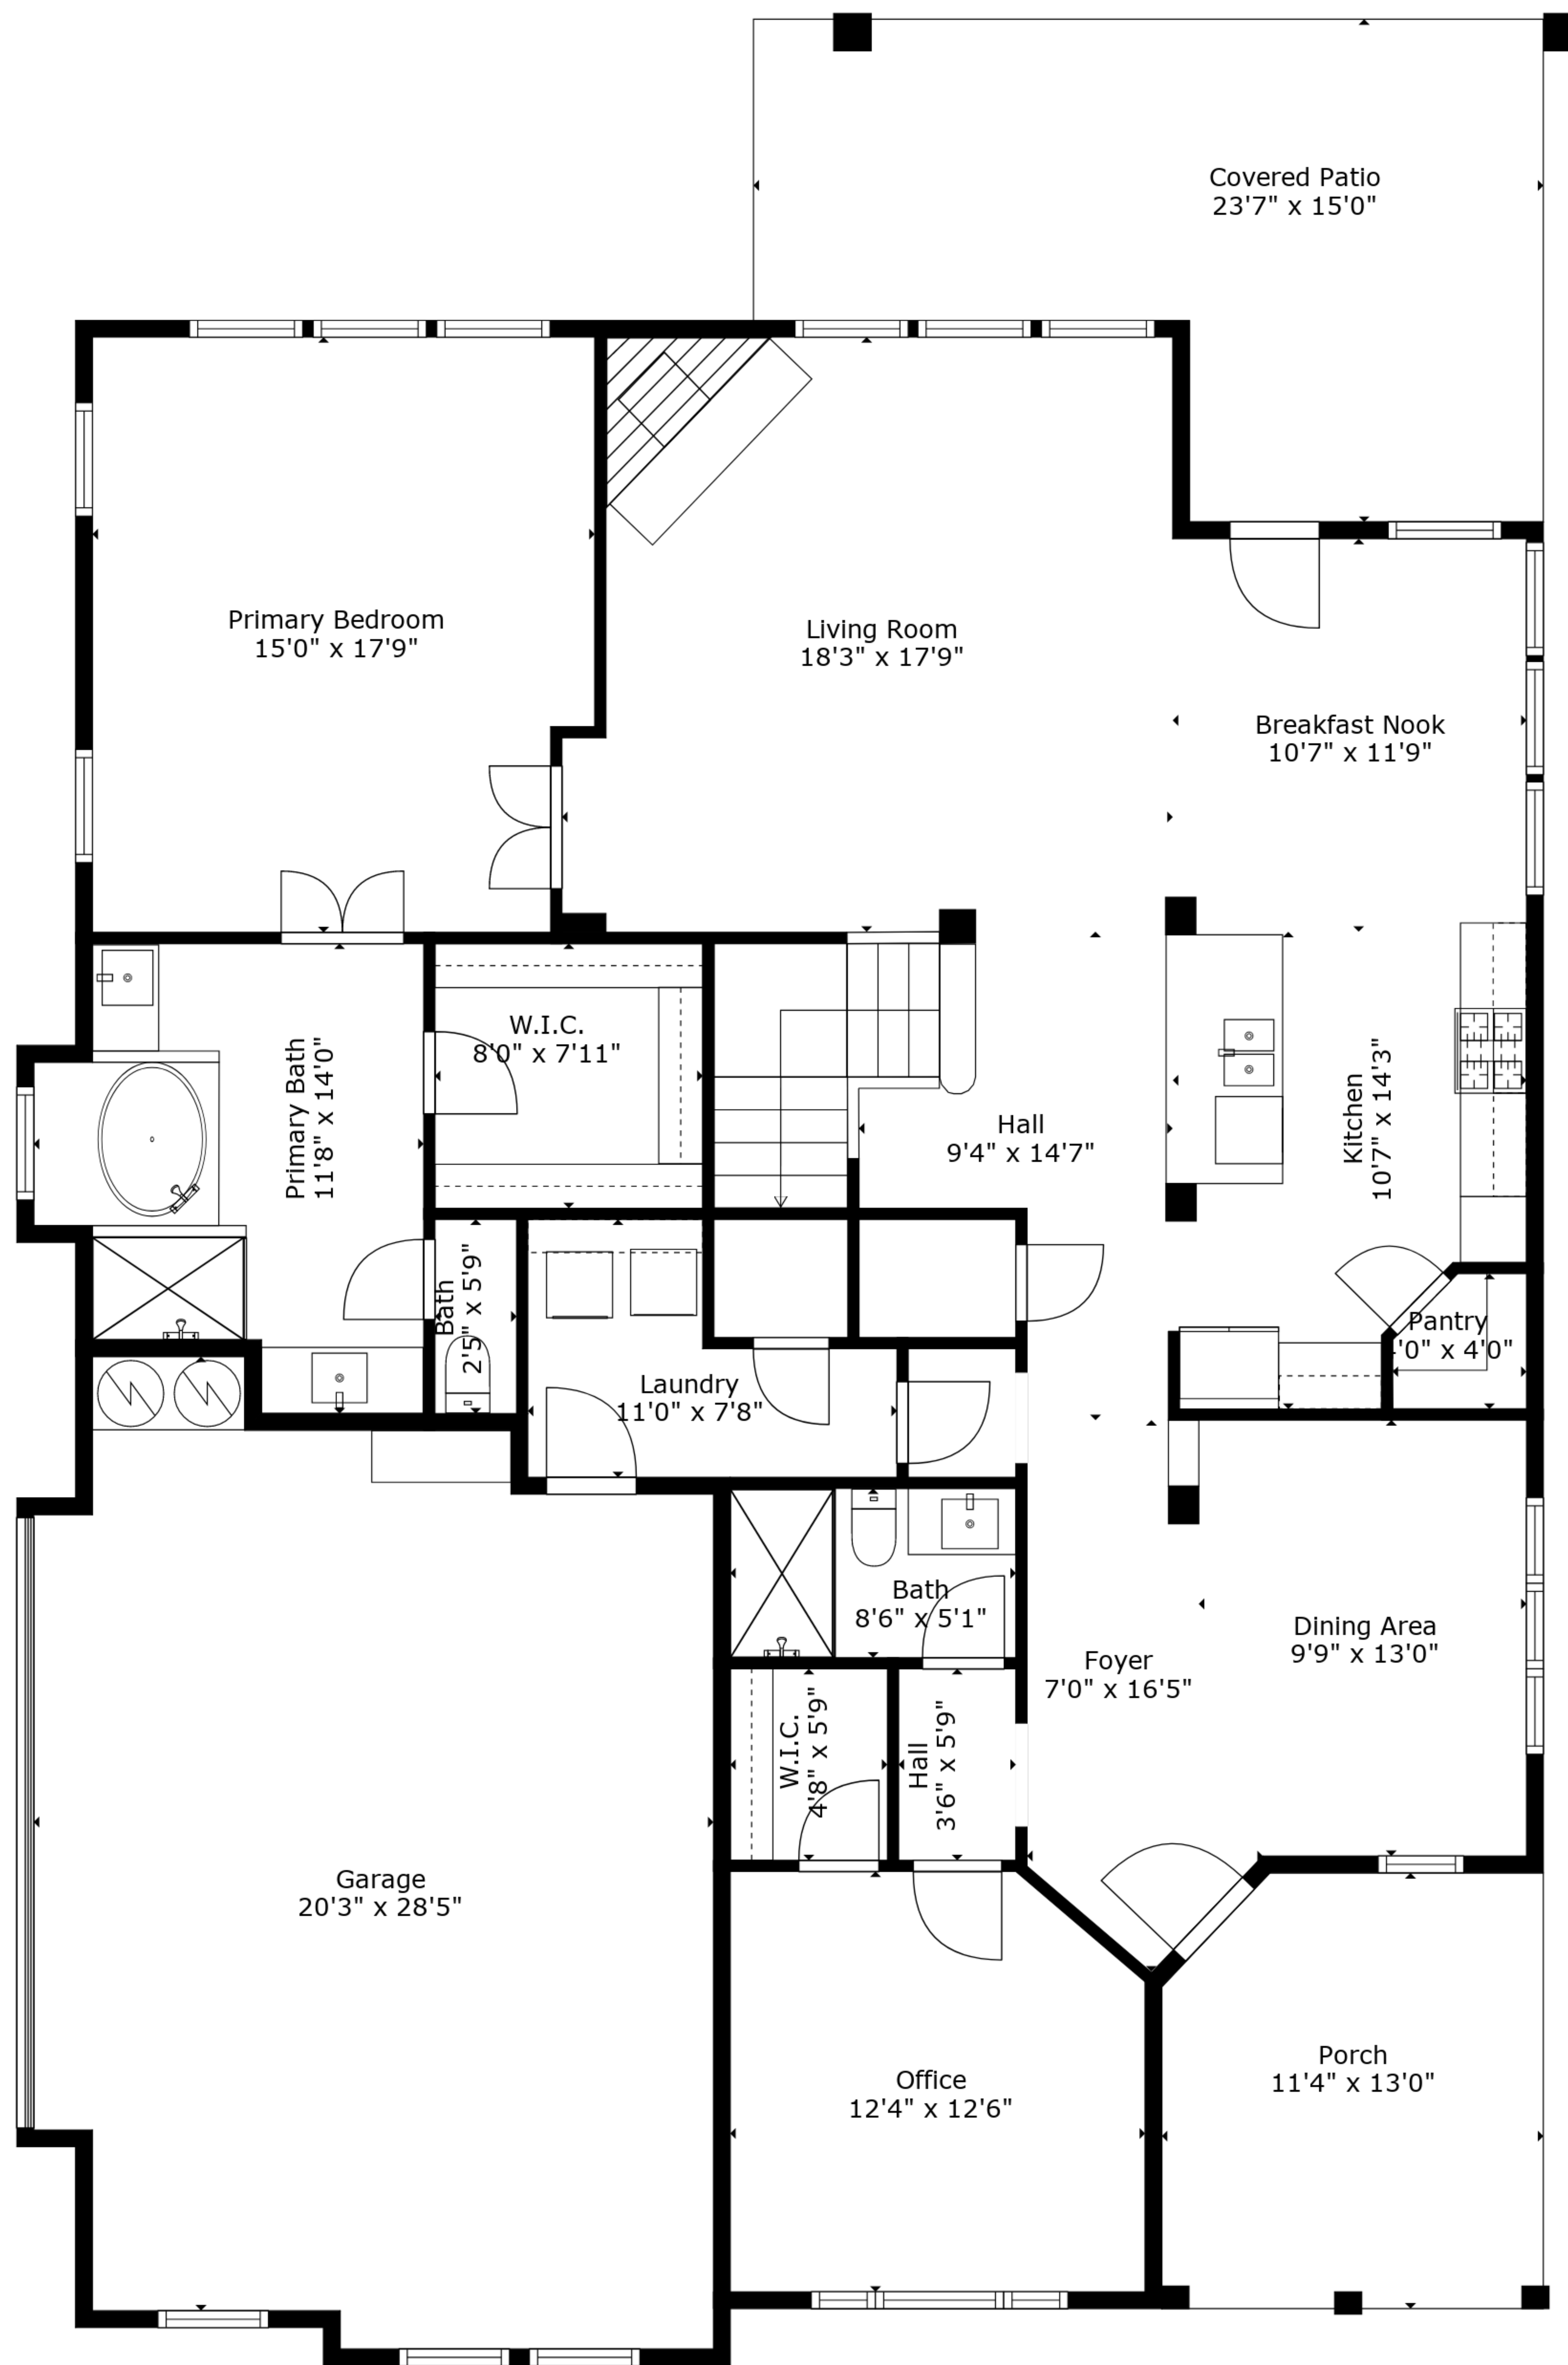 Covered Patio
23'7" x 15'0"
Primary Bedroom
15'0" x 17'9"
Living Room
18'3" x 17'9"
Breakfast Nook
10'7" x 11'9"
W.I.C.
8'0" x 7'11"
Primary Bath
11'8" x 14'0"
Hall
9'4" x 14'7"
Kitchen
10'7" x 14'3"
Bath
2'5" x 5'9"
Pantry
'0" x 4'0"
Laundry
11'0" x 7'8"
Bath
8'6" x 5'1"
Dining Area
9'9" x 13'0"
Foyer
7'0" x 16'5"
W.I.C.
4'8" x 5'9"
Hall
3'6" x 5'9"
Garage
20'3" x 28'5"
Office
12'4" x 12'6"
Porch
11'4" x 13'0"